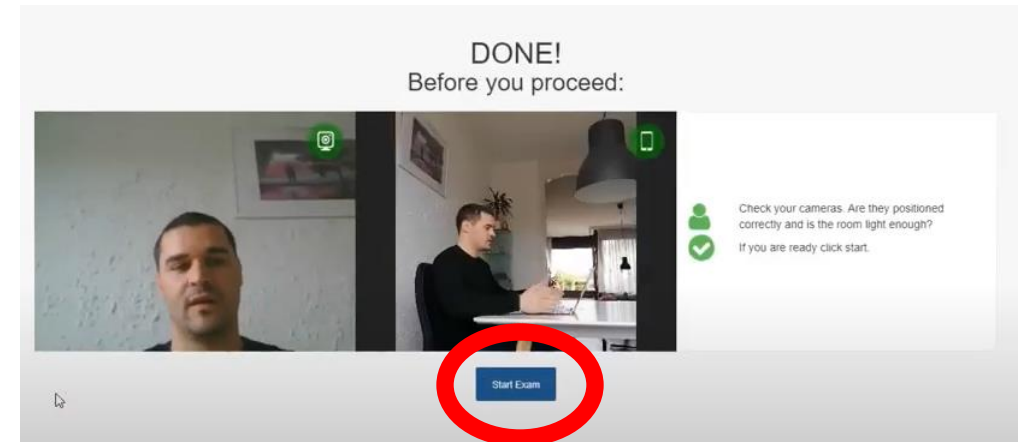 DONE!
Before you proceed:
Check your cameras. Are they positioned
correctly and is the room light enough?
If you are ready click start.
Start Exam